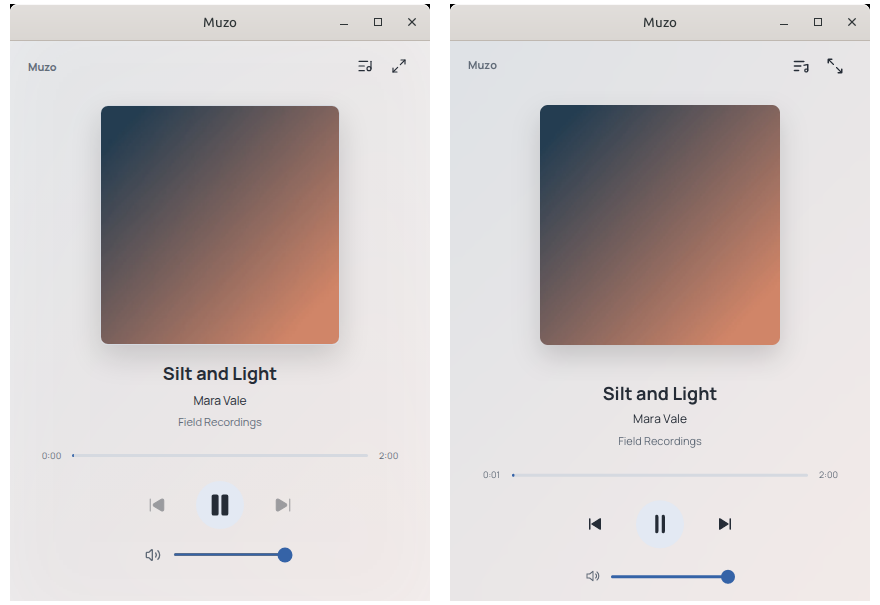 Muzo
Muzo
Silt and Light
Mara Vale
Field Recordings
0:00 2:00
Muzo
Muzo
Silt and Light
Mara Vale
Field Recordings
0:01 2:00